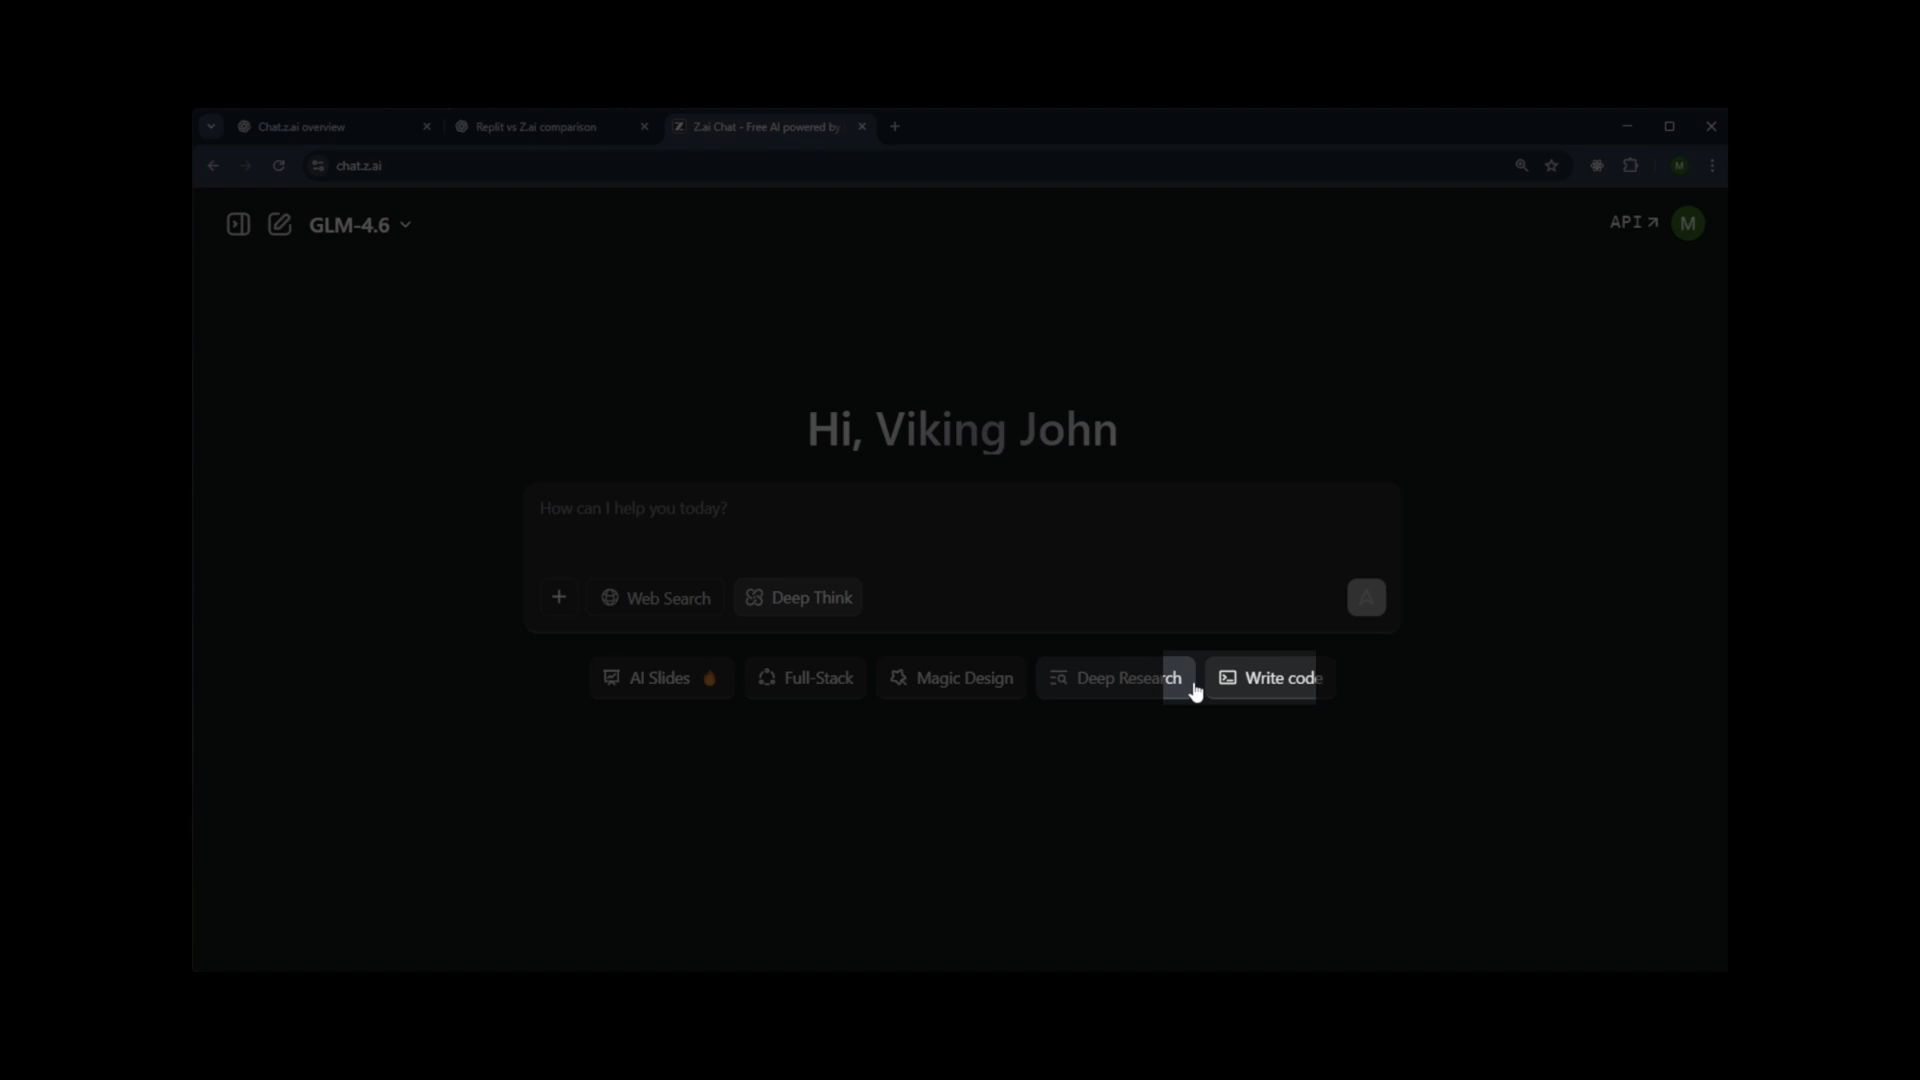 Chat.z.ai overview
Replit vs Z.ai comparison
Z.ai Chat - Free AI powered by
chat.z.ai
M
GLM-4.6
API
M
Hi, Viking John
How can I help you today?
Web Search
Deep Think
AI Slides
Full-Stack
Magic Design
Deep Research
Write code